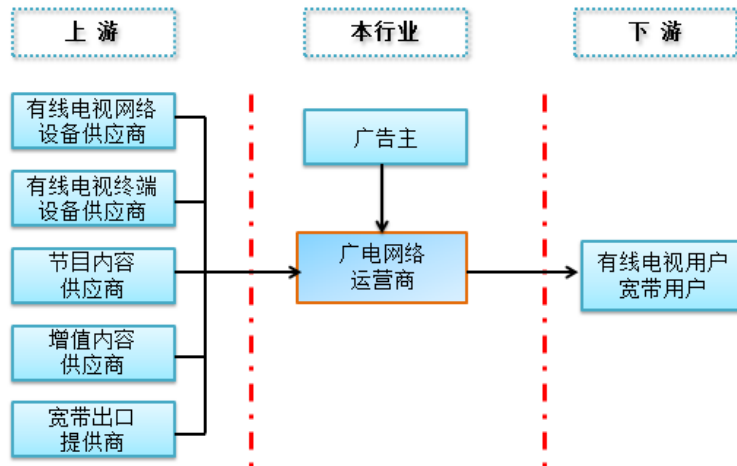 上 游
本行业
下 游
有线电视网络
设备供应商
有线电视终端
设备供应商
节目内容
供应商
增值内容
供应商
宽带出口
提供商
广告主
广电网络
运营商
有线电视用户
宽带用户